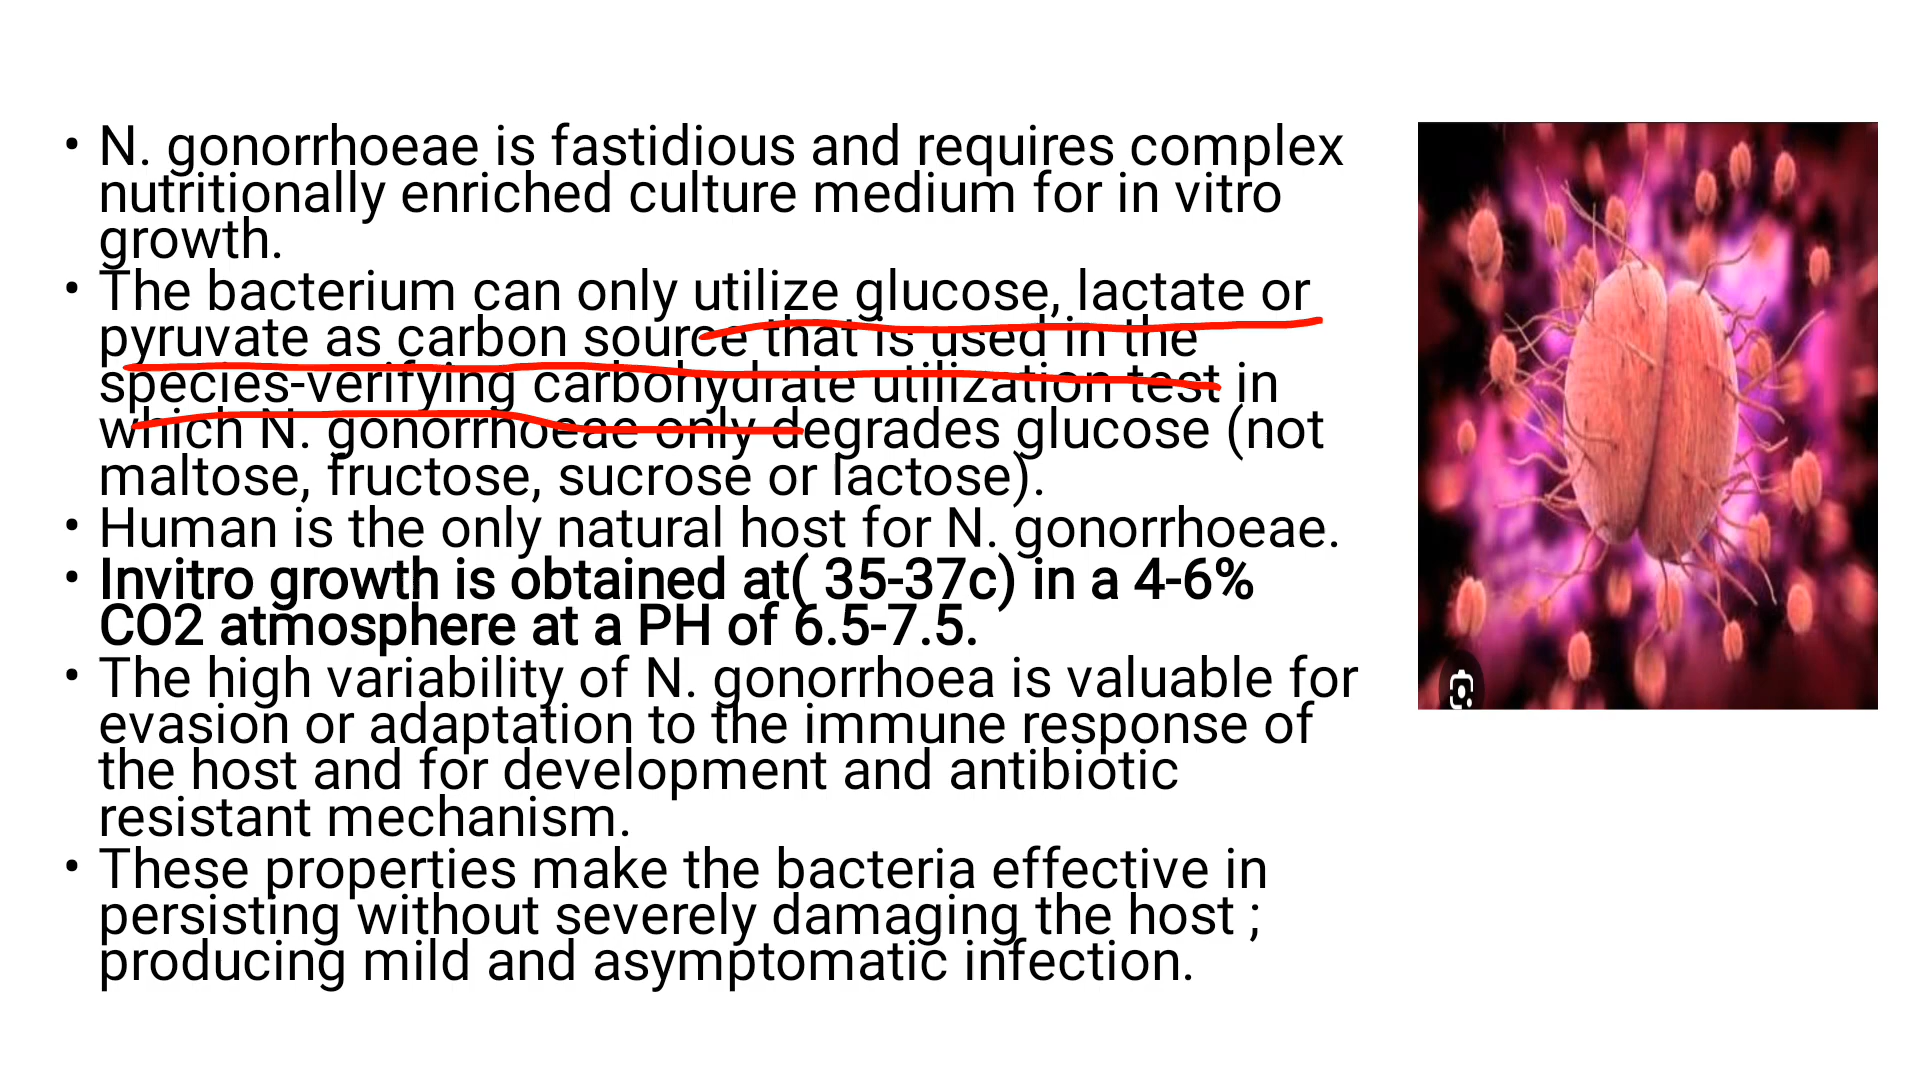 • N. gonorrhoeae is fastidious and requires complex
nutritionally enriched culture medium for in vitro
growth.
• The bacterium can only utilize glucose, lactate or
pyruvate as carbon source that is used in the
species-verifying carbohydrate utilization test in
which N. gonorrhoeae only degrades glucose (not
maltose, fructose, sucrose or lactose).
• Human is the only natural host for N. gonorrhoeae.
• Invitro growth is obtained at( 35-37c) in a 4-6%
CO2 atmosphere at a PH of 6.5-7.5.
• The high variability of N. gonorrhoea is valuable for
evasion or adaptation to the immune response of
the host and for development and antibiotic
resistant mechanism.
• These properties make the bacteria effective in
persisting without severely damaging the host ;
producing mild and asymptomatic infection.